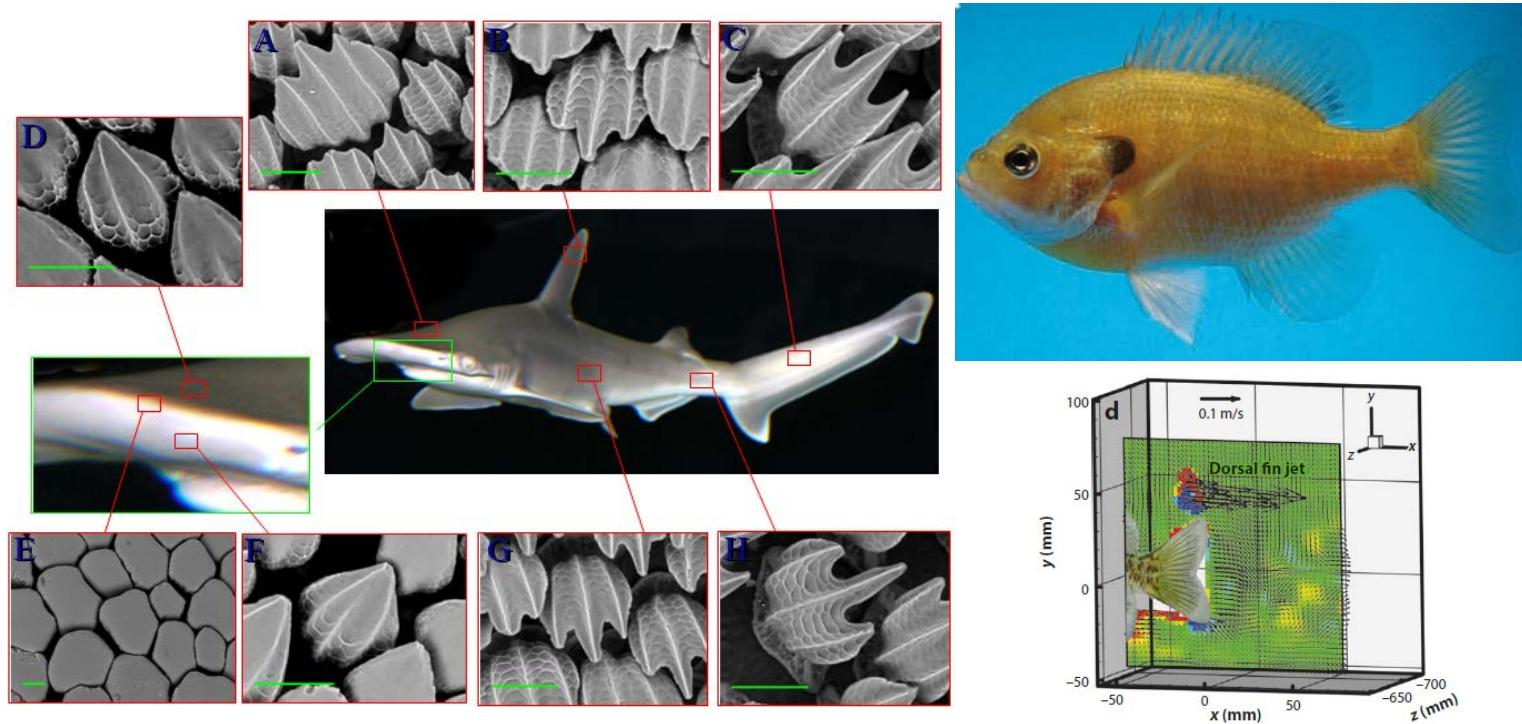 A
B
C
D
E
F
G
H
d
0.1 m/s
y
x
z
Dorsal fin jet
100
50
0
−50
y (mm)
−50
0
50
x (mm)
−650
−700
z (mm)